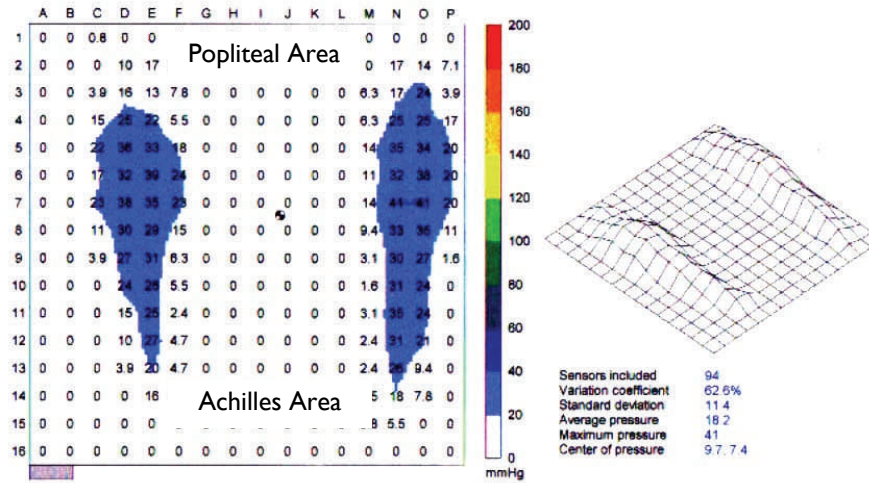 A B C D E F G H I J K L M N O P
1 0 0 0.8 0 0 0 0 0 0
2 0 0 0 10 17 Popliteal Area 0 17 14 7.1
3 0 0 3.9 16 13 7.8 0 0 0 0 0 0 6.3 17 24 3.9
4 0 0 15 25 22 5.5 0 0 0 0 0 0 6.3 25 25 17
5 0 0 22 36 33 18 0 0 0 0 0 0 14 35 34 20
6 0 0 17 32 39 24 0 0 0 0 0 0 11 32 38 20
7 0 0 23 38 35 23 0 0 0 0 0 0 14 41 41 20
8 0 0 11 30 29 15 0 0 0 0 0 0 9.4 33 36 11
9 0 0 3.9 27 31 6.3 0 0 0 0 0 0 3.1 30 27 1.6
10 0 0 0 24 26 5.5 0 0 0 0 0 0 1.6 31 24 0
11 0 0 0 15 25 2.4 0 0 0 0 0 0 3.1 35 24 0
12 0 0 0 10 27 4.7 0 0 0 0 0 0 2.4 31 21 0
13 0 0 0 3.9 20 4.7 0 0 0 0 0 0 2.4 26 9.4 0
14 0 0 0 0 16 Achilles Area 5 18 7.8 0
15 0 0 0 0 0 8 5.5 0 0
16 0 0 0 0 0 0 0 0 0 0 0 0 0 0 0 0
200
180
160
140
120
100
80
60
40
20
0
mmHg
Sensors included 94
Variation coefficient 62.6%
Standard deviation 11.4
Average pressure 18.2
Maximum pressure 41
Center of pressure 9.7, 7.4